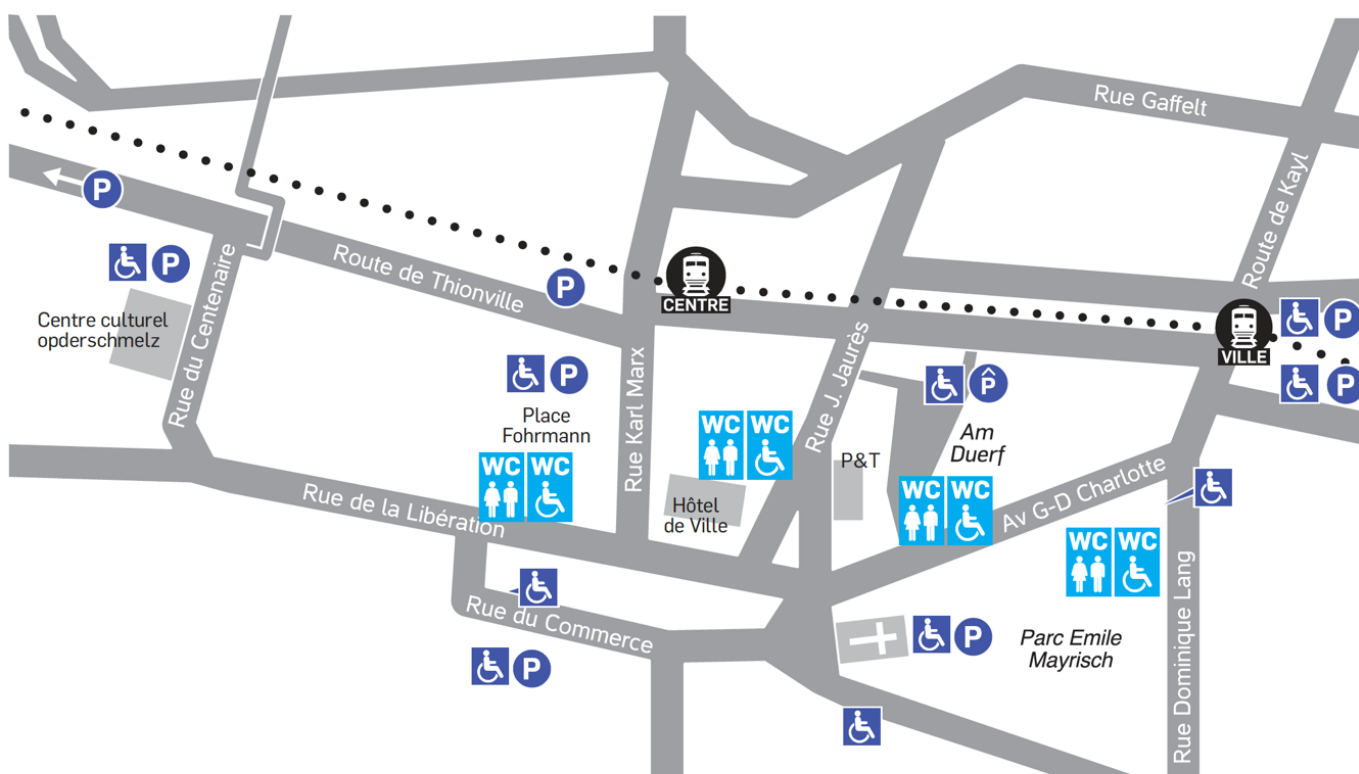 Rue Gaffelt
Route de Kayl
P
Route de Thionville
P
CENTRE
P
Centre culturel
opderschmelz
Rue du Centenaire
P
VILLE
P
P
Place
Fohrmann
Rue Karl Marx
Rue J. Jaurès
P
Am
Duerf
WC WC
WC WC
Hôtel
de Ville
P&T
WC WC
Av G-D Charlotte
Rue de la Libération
WC WC
Rue du Commerce
P
P
Parc Emile
Mayrisch
Rue Dominique Lang